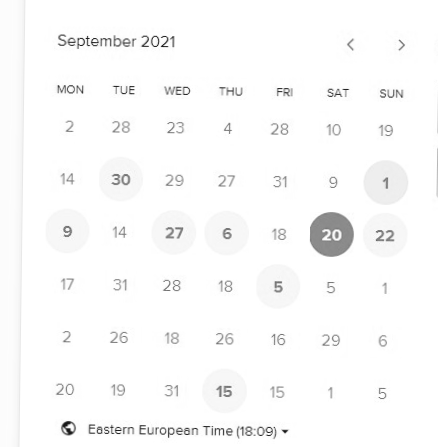 September 2021
MON TUE WED THU FRI SAT SUN
2 28 23 4 28 10 19
14 30 29 27 31 9 1
9 14 27 6 18 20 22
17 31 28 18 5 5 1
2 26 18 26 16 29 6
20 19 31 15 15 1 5
Eastern European Time (18:09)